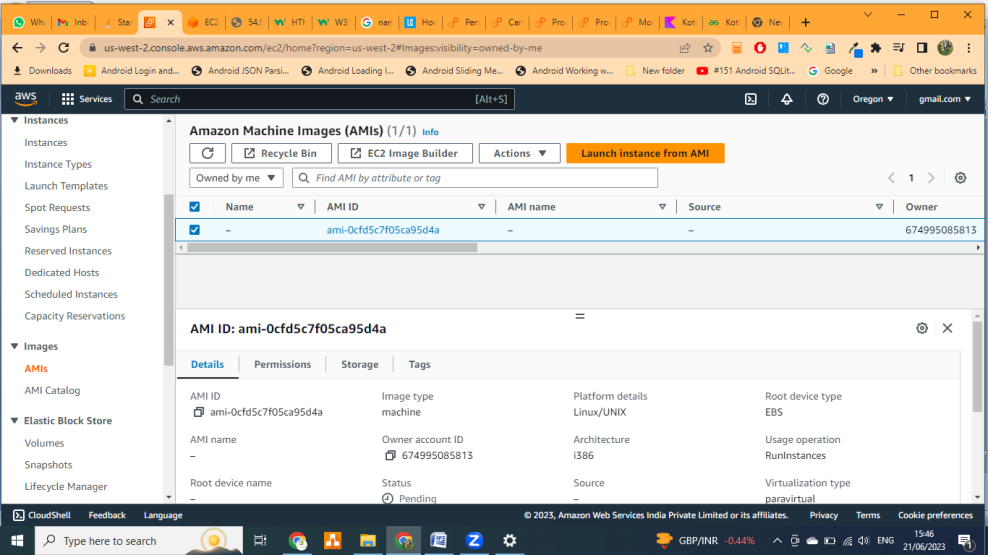 Wha
Inb
Sta
EC2
54.9
HTM
W3
nar
Hov
Per
Car
Pro
Pro
Mol
Kotl
Kotl
Nev
us-west-2.console.aws.amazon.com/ec2/home?region=us-west-2#Images:visibility=owned-by-me
Downloads
Android Login and...
Android JSON Parsi...
Android Loading I...
Android Sliding Me...
Android Working w...
New folder
#151 Android SQLit...
Google
»
Other bookmarks
aws
Services
Search
[Alt+S]
Oregon ▼
gmail.com ▼
Instances
Instances
Instance Types
Launch Templates
Spot Requests
Savings Plans
Reserved Instances
Dedicated Hosts
Scheduled Instances
Capacity Reservations
Images
AMIs
AMI Catalog
Elastic Block Store
Volumes
Snapshots
Lifecycle Manager
Amazon Machine Images (AMIs) (1/1) Info
Recycle Bin
EC2 Image Builder
Actions ▼
Launch instance from AMI
Owned by me ▼
Find AMI by attribute or tag
1
Name
AMI ID
AMI name
Source
Owner
–
ami-0cfd5c7f05ca95d4a
–
–
674995085813
AMI ID: ami-0cfd5c7f05ca95d4a
Details
Permissions
Storage
Tags
AMI ID
Image type
Platform details
Root device type
ami-0cfd5c7f05ca95d4a
machine
Linux/UNIX
EBS
AMI name
Owner account ID
Architecture
Usage operation
–
674995085813
i386
RunInstances
Root device name
Status
Source
Virtualization type
–
Pending
–
paravirtual
CloudShell
Feedback
Language
© 2023, Amazon Web Services India Private Limited or its affiliates.
Privacy
Terms
Cookie preferences
Type here to search
GBP/INR -0.44%
ENG
15:46
21/06/2023
1